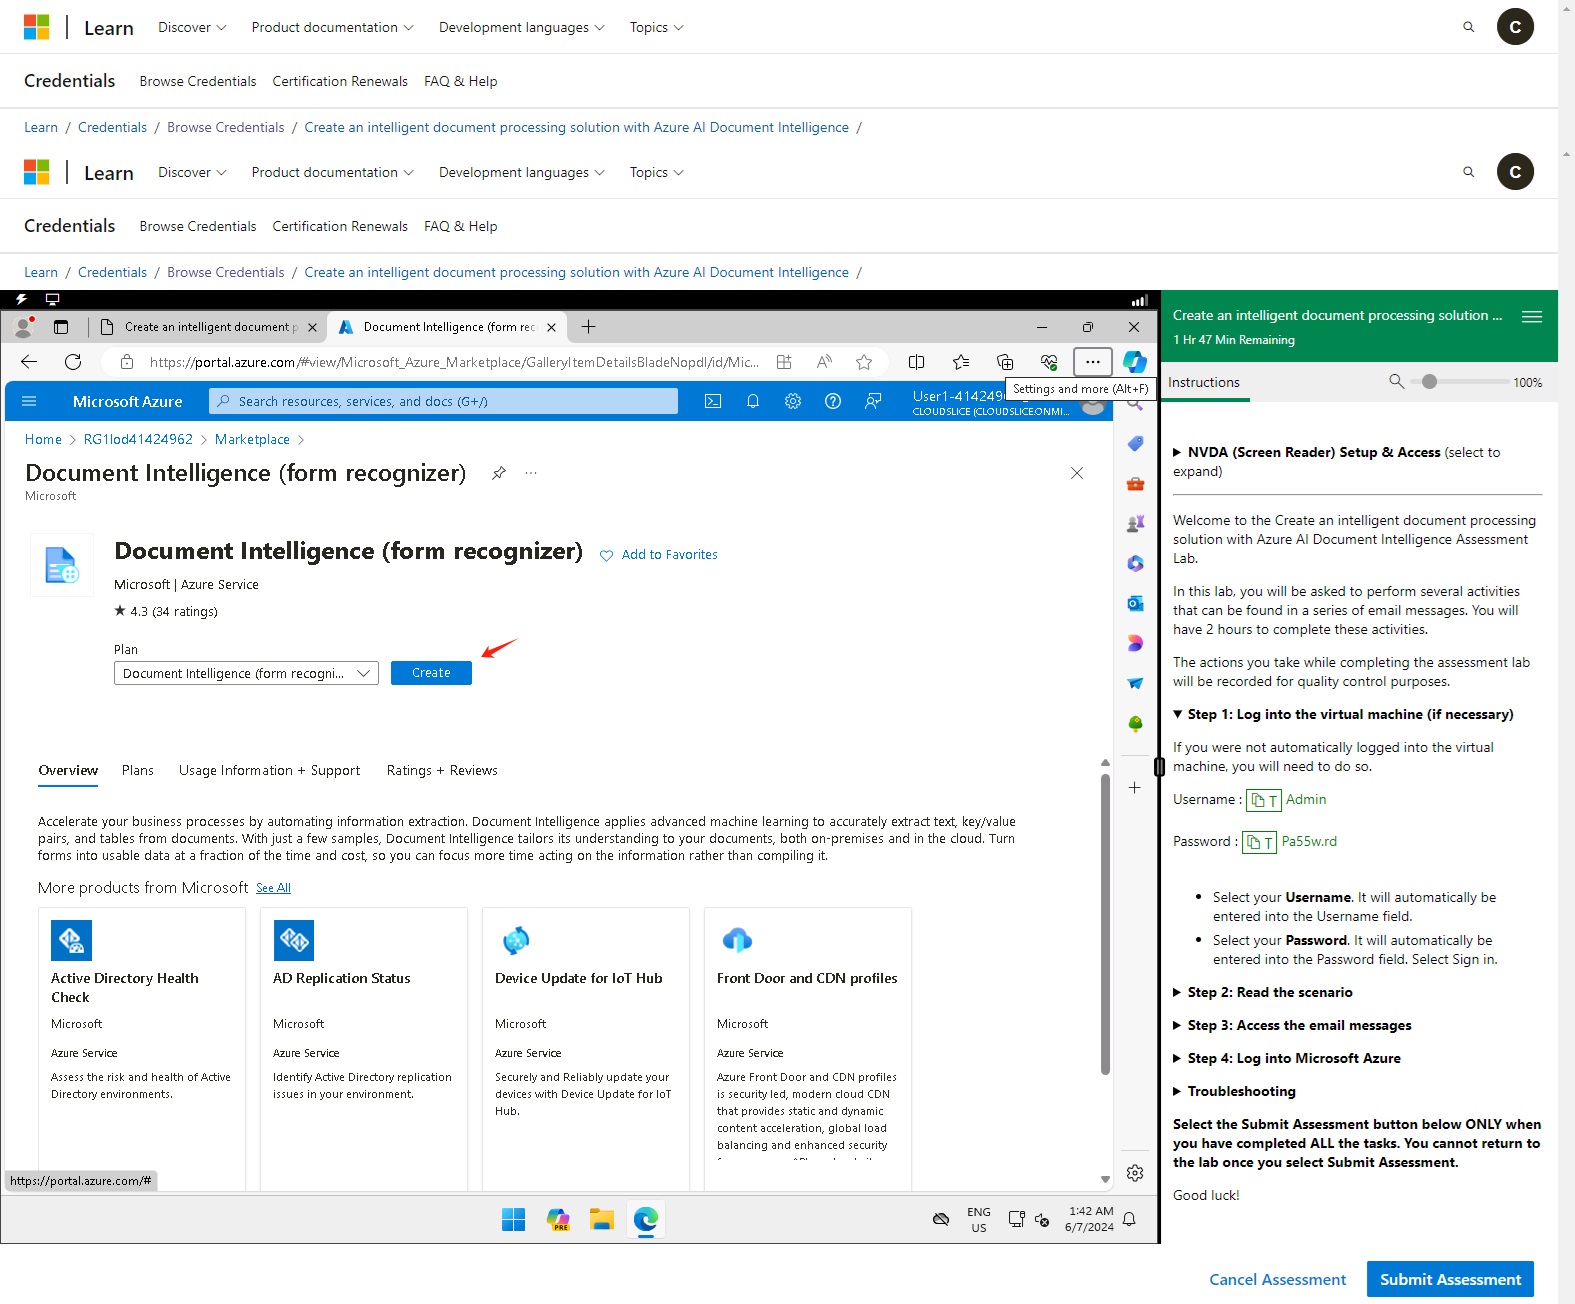 Learn Discover Product documentation Development languages Topics C
Credentials Browse Credentials Certification Renewals FAQ & Help
Learn / Credentials / Browse Credentials / Create an intelligent document processing solution with Azure AI Document Intelligence /
Learn Discover Product documentation Development languages Topics C
Credentials Browse Credentials Certification Renewals FAQ & Help
Learn / Credentials / Browse Credentials / Create an intelligent document processing solution with Azure AI Document Intelligence /
Create an intelligent document p Document Intelligence (form rec
https://portal.azure.com/#view/Microsoft_Azure_Marketplace/GalleryItemDetailsBladeNopdl/id/Mic...
Settings and more (Alt+F)
Microsoft Azure Search resources, services, and docs (G+/)
CLOUDSLICE (CLOUDSLICE.ONMI...
Home > RG1lod41424962 > Marketplace >
Document Intelligence (form recognizer) ...
Microsoft
Document Intelligence (form recognizer) Add to Favorites
Microsoft | Azure Service
★ 4.3 (34 ratings)
Plan
Document Intelligence (form recogni... Create
Overview Plans Usage Information + Support Ratings + Reviews
Accelerate your business processes by automating information extraction. Document Intelligence applies advanced machine learning to accurately extract text, key/value
pairs, and tables from documents. With just a few samples, Document Intelligence tailors its understanding to your documents, both on-premises and in the cloud. Turn
forms into usable data at a fraction of the time and cost, so you can focus more time acting on the information rather than compiling it.
More products from Microsoft See All
Active Directory Health
Check
Microsoft
Azure Service
Assess the risk and health of Active
Directory environments.
AD Replication Status
Microsoft
Azure Service
Identify Active Directory replication
issues in your environment.
Device Update for IoT Hub
Microsoft
Azure Service
Securely and Reliably update your
devices with Device Update for IoT
Hub.
Front Door and CDN profiles
Microsoft
Azure Service
Azure Front Door and CDN profiles
is security led, modern cloud CDN
that provides static and dynamic
content acceleration, global load
balancing and enhanced security
https://portal.azure.com/#
PRE
ENG
US
1:42 AM
6/7/2024
Create an intelligent document processing solution ...
1 Hr 47 Min Remaining
Instructions 100%
▶ NVDA (Screen Reader) Setup & Access (select to
expand)
Welcome to the Create an intelligent document processing
solution with Azure AI Document Intelligence Assessment
Lab.
In this lab, you will be asked to perform several activities
that can be found in a series of email messages. You will
have 2 hours to complete these activities.
The actions you take while completing the assessment lab
will be recorded for quality control purposes.
▼ Step 1: Log into the virtual machine (if necessary)
If you were not automatically logged into the virtual
machine, you will need to do so.
Username : T Admin
Password : T Pa55w.rd
• Select your Username. It will automatically be
entered into the Username field.
• Select your Password. It will automatically be
entered into the Password field. Select Sign in.
▶ Step 2: Read the scenario
▶ Step 3: Access the email messages
▶ Step 4: Log into Microsoft Azure
▶ Troubleshooting
Select the Submit Assessment button below ONLY when
you have completed ALL the tasks. You cannot return to
the lab once you select Submit Assessment.
Good luck!
Cancel Assessment Submit Assessment